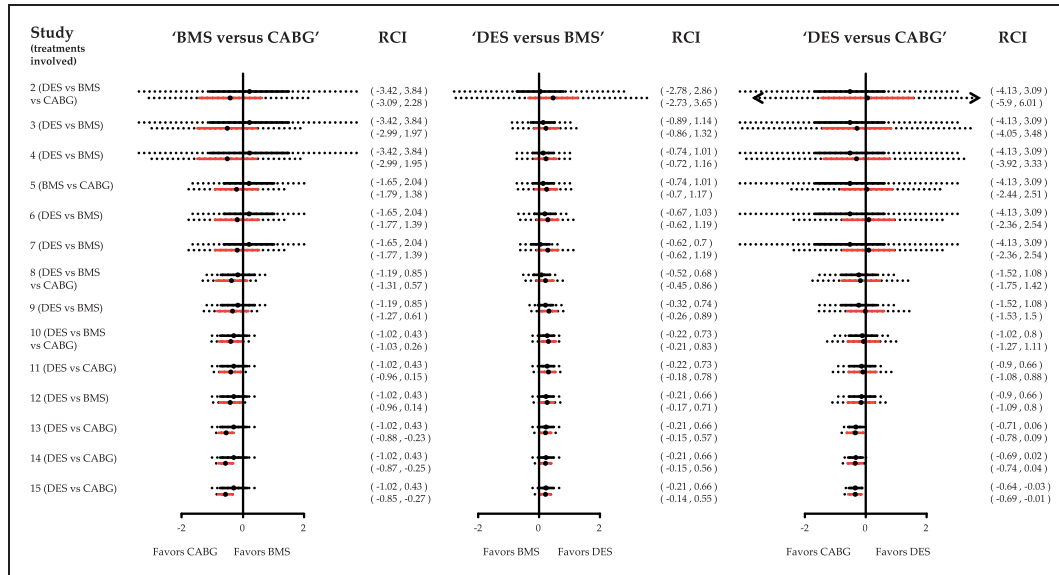 Study ‘BMS versus CABG’ RCI ‘DES versus BMS’ RCI ‘DES versus CABG’ RCI
(treatments
involved)
2 (DES vs BMS ( -3.42 , 3.84 ) ( -2.78 , 2.86 ) ( -4.13 , 3.09 )
vs CABG) ( -3.09 , 2.28 ) ( -2.73 , 3.65 ) ( -5.9 , 6.01 )
3 (DES vs BMS) ( -3.42 , 3.84 ) ( -0.89 , 1.14 ) ( -4.13 , 3.09 )
( -2.99 , 1.97 ) ( -0.86 , 1.32 ) ( -4.05 , 3.48 )
4 (DES vs BMS) ( -3.42 , 3.84 ) ( -0.74 , 1.01 ) ( -4.13 , 3.09 )
( -2.99 , 1.95 ) ( -0.72 , 1.16 ) ( -3.92 , 3.33 )
5 (BMS vs CABG) ( -1.65 , 2.04 ) ( -0.74 , 1.01 ) ( -4.13 , 3.09 )
( -1.79 , 1.38 ) ( -0.7 , 1.17 ) ( -2.44 , 2.51 )
6 (DES vs BMS) ( -1.65 , 2.04 ) ( -0.67 , 1.03 ) ( -4.13 , 3.09 )
( -1.77 , 1.39 ) ( -0.62 , 1.19 ) ( -2.36 , 2.54 )
7 (DES vs BMS) ( -1.65 , 2.04 ) ( -0.62 , 0.7 ) ( -4.13 , 3.09 )
( -1.77 , 1.39 ) ( -0.62 , 1.19 ) ( -2.36 , 2.54 )
8 (DES vs BMS ( -1.19 , 0.85 ) ( -0.52 , 0.68 ) ( -1.52 , 1.08 )
vs CABG) ( -1.31 , 0.57 ) ( -0.45 , 0.86 ) ( -1.75 , 1.42 )
9 (DES vs BMS) ( -1.19 , 0.85 ) ( -0.32 , 0.74 ) ( -1.52 , 1.08 )
( -1.27 , 0.61 ) ( -0.26 , 0.89 ) ( -1.53 , 1.5 )
10 (DES vs BMS ( -1.02 , 0.43 ) ( -0.22 , 0.73 ) ( -1.02 , 0.8 )
vs CABG) ( -1.03 , 0.26 ) ( -0.21 , 0.83 ) ( -1.27 , 1.11 )
11 (DES vs CABG) ( -1.02 , 0.43 ) ( -0.22 , 0.73 ) ( -0.9 , 0.66 )
( -0.96 , 0.15 ) ( -0.18 , 0.78 ) ( -1.08 , 0.88 )
12 (DES vs BMS) ( -1.02 , 0.43 ) ( -0.21 , 0.66 ) ( -0.9 , 0.66 )
( -0.96 , 0.14 ) ( -0.17 , 0.71 ) ( -1.09 , 0.8 )
13 (DES vs CABG) ( -1.02 , 0.43 ) ( -0.21 , 0.66 ) ( -0.71 , 0.06 )
( -0.88 , -0.23 ) ( -0.15 , 0.57 ) ( -0.78 , 0.09 )
14 (DES vs CABG) ( -1.02 , 0.43 ) ( -0.21 , 0.66 ) ( -0.69 , 0.02 )
( -0.87 , -0.25 ) ( -0.15 , 0.56 ) ( -0.74 , 0.04 )
15 (DES vs CABG) ( -1.02 , 0.43 ) ( -0.21 , 0.66 ) ( -0.64 , -0.03 )
( -0.85 , -0.27 ) ( -0.14 , 0.55 ) ( -0.69 , -0.01 )
-2 0 2 -2 0 2 -2 0 2
Favors CABG Favors BMS Favors BMS Favors DES Favors CABG Favors DES